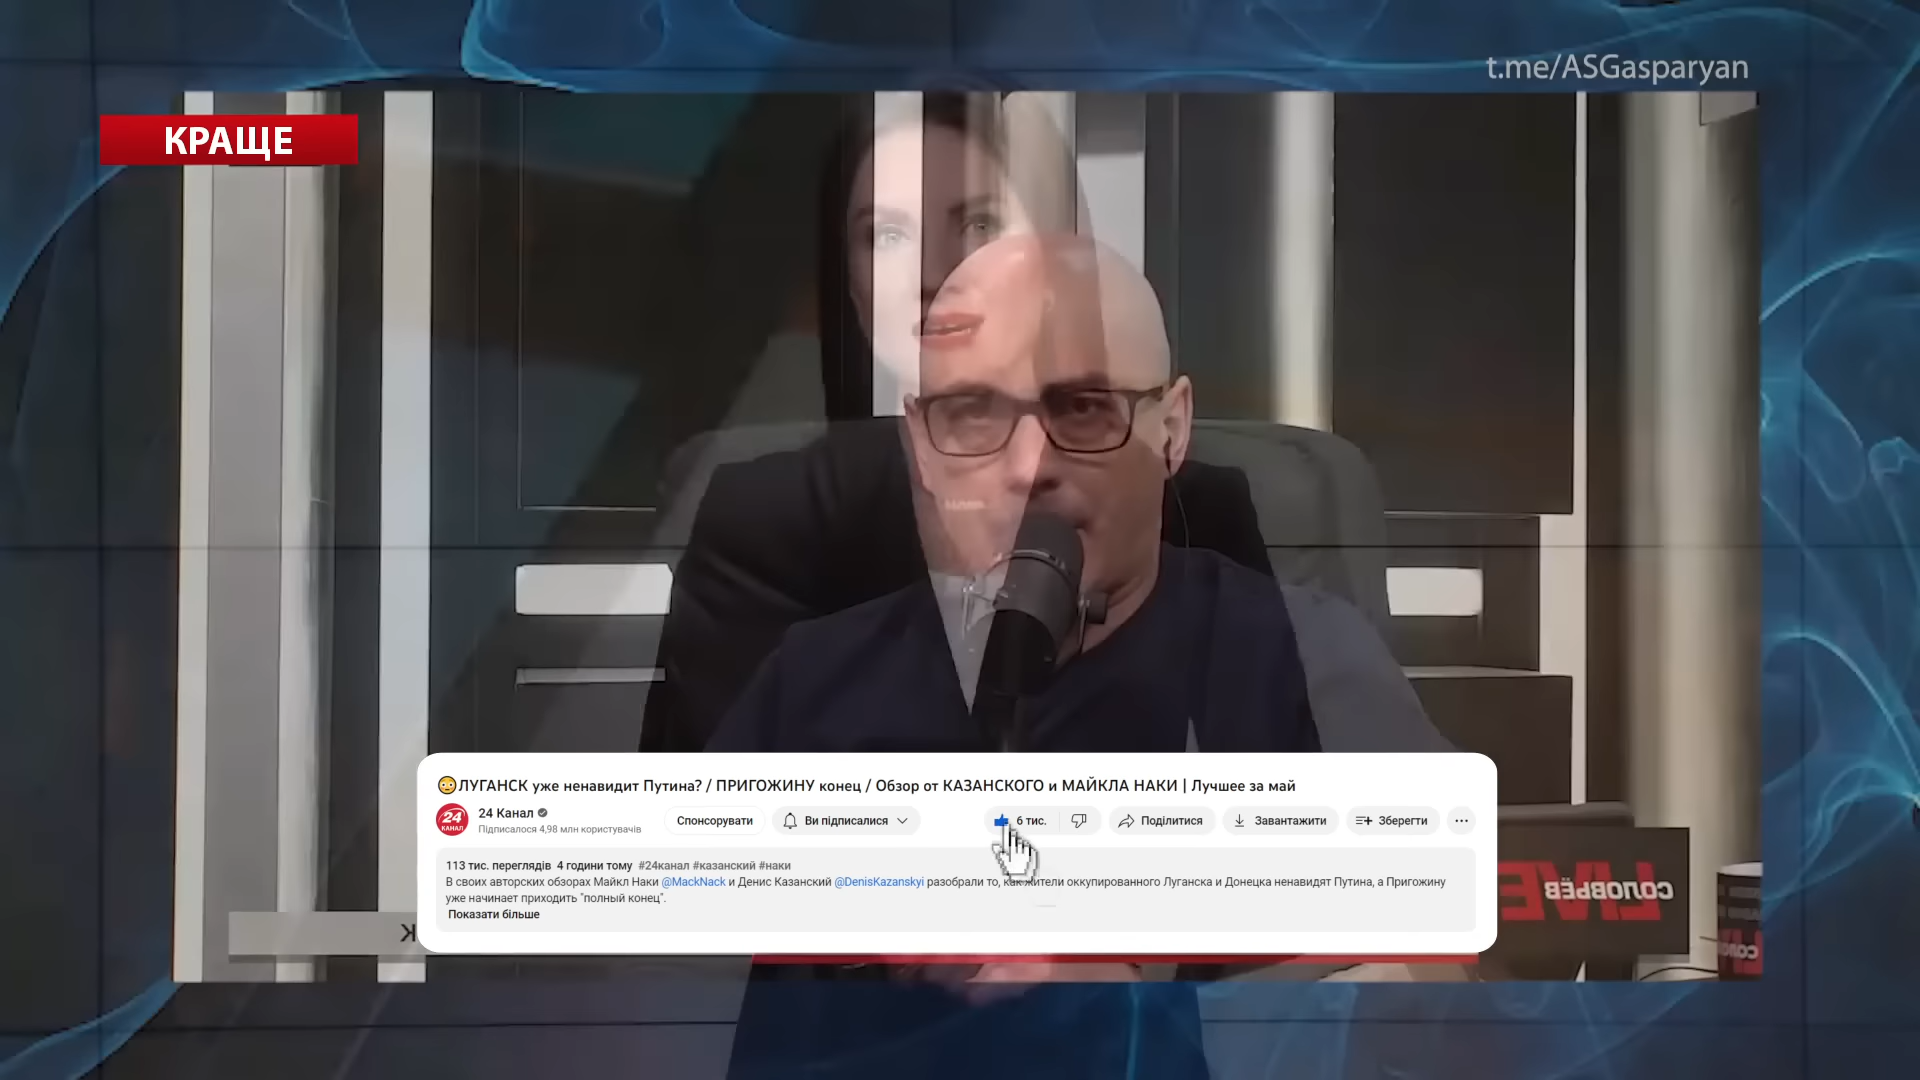 t.me/ASGasparyan
КРАЩЕ
😳ЛУГАНСК уже ненавидит Путина? / ПРИГОЖИНУ конец / Обзор от КАЗАНСКОГО и МАЙКЛА НАКИ | Лучшее за май
24 КАНАЛ
24 Канал
Підписалося 4,98 млн користувачів
Спонсорувати
Ви підписалися
6 тис.
Поділитися
Завантажити
Зберегти
113 тис. переглядів 4 години тому #24канал #казанский #наки
В своих авторских обзорах Майкл Наки @MackNack и Денис Казанский @DenisKazanskyi разобрали то, как жители оккупированного Луганска и Донецка ненавидят Путина, а Пригожину
уже начинает приходить "полный конец".
Показати більше
СОЛОВЬЁВ
LIVE